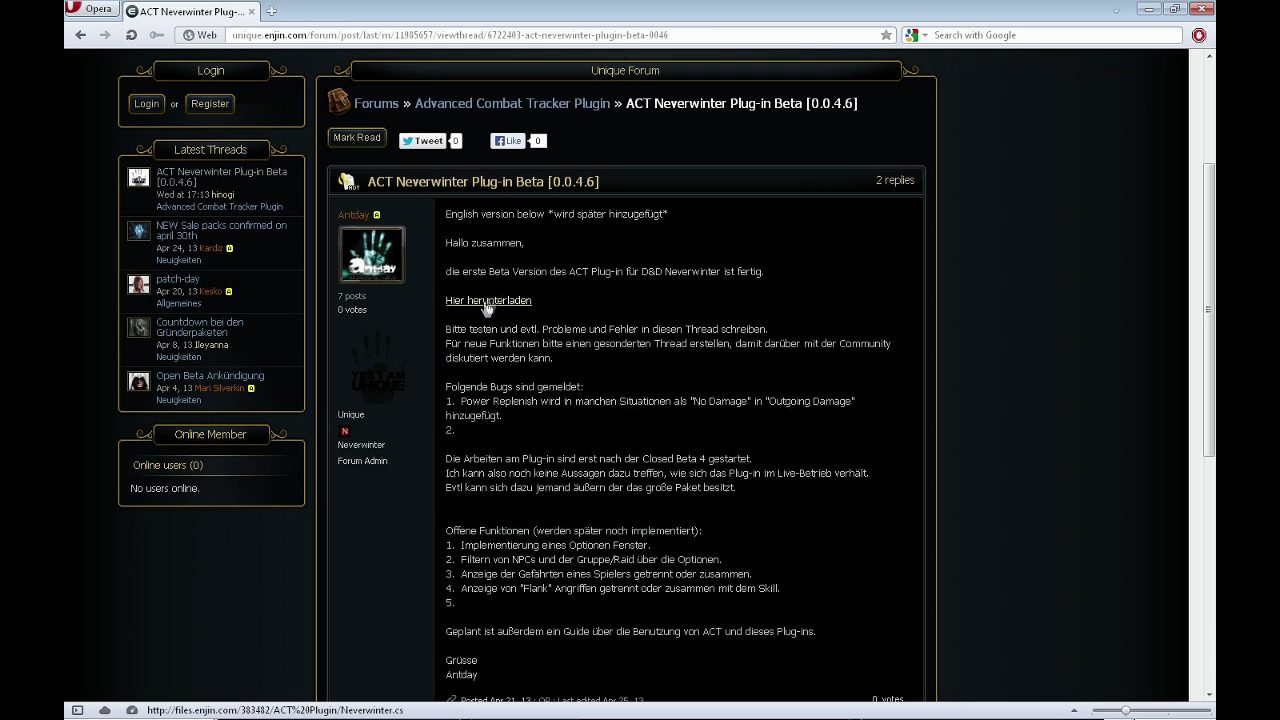 Opera
ACT Neverwinter Plug-...
Web
unique.enjin.com/forum/post/last/m/11985657/viewthread/6722403-act-neverwinter-plugin-beta-0046
Search with Google
Login
Login or Register
Latest Threads
ACT Neverwinter Plug-in Beta
[0.0.4.6]
Wed at 17:13 hinogi
Advanced Combat Tracker Plugin
NEW Sale packs confirmed on
april 30th
Apr 24, 13 Kardiz
Neuigkeiten
patch-day
Apr 20, 13 Kesko
Allgemeines
Countdown bei den
Gründerpaketen
Apr 8, 13 Ileyanna
Neuigkeiten
Open Beta Ankündigung
Apr 4, 13 Mari Silverkin
Neuigkeiten
Online Member
Online users (0)
No users online.
Unique Forum
Forums » Advanced Combat Tracker Plugin » ACT Neverwinter Plug-in Beta [0.0.4.6]
Mark Read
Tweet 0
Like 0
ACT Neverwinter Plug-in Beta [0.0.4.6]
2 replies
Antday
7 posts
0 votes
YES I AM
UNIQUE
Unique
N
Neverwinter
Forum Admin
English version below *wird später hinzugefügt*
Hallo zusammen,
die erste Beta Version des ACT Plug-in für D&D Neverwinter ist fertig.
Hier herunterladen
Bitte testen und evtl. Probleme und Fehler in diesen Thread schreiben.
Für neue Funktionen bitte einen gesonderten Thread erstellen, damit darüber mit der Community
diskutiert werden kann.
Folgende Bugs sind gemeldet:
1. Power Replenish wird in manchen Situationen als "No Damage" in "Outgoing Damage"
hinzugefügt.
2.
Die Arbeiten am Plug-in sind erst nach der Closed Beta 4 gestartet.
Ich kann also noch keine Aussagen dazu treffen, wie sich das Plug-in im Live-Betrieb verhält.
Evtl kann sich dazu jemand äußern der das große Paket besitzt.
Offene Funktionen (werden später noch implementiert):
1. Implementierung eines Optionen Fenster.
2. Filtern von NPCs und der Gruppe/Raid über die Optionen.
3. Anzeige der Gefährten eines Spielers getrennt oder zusammen.
4. Anzeige von "Flank" Angriffen getrennt oder zusammen mit dem Skill.
5.
Geplant ist außerdem ein Guide über die Benutzung von ACT und dieses Plug-ins.
Grüsse
Antday
Posted Apr 21, 13 · OP · Last edited Apr 25, 13
0 votes
http://files.enjin.com/383482/ACT%20Plugin/Neverwinter.cs